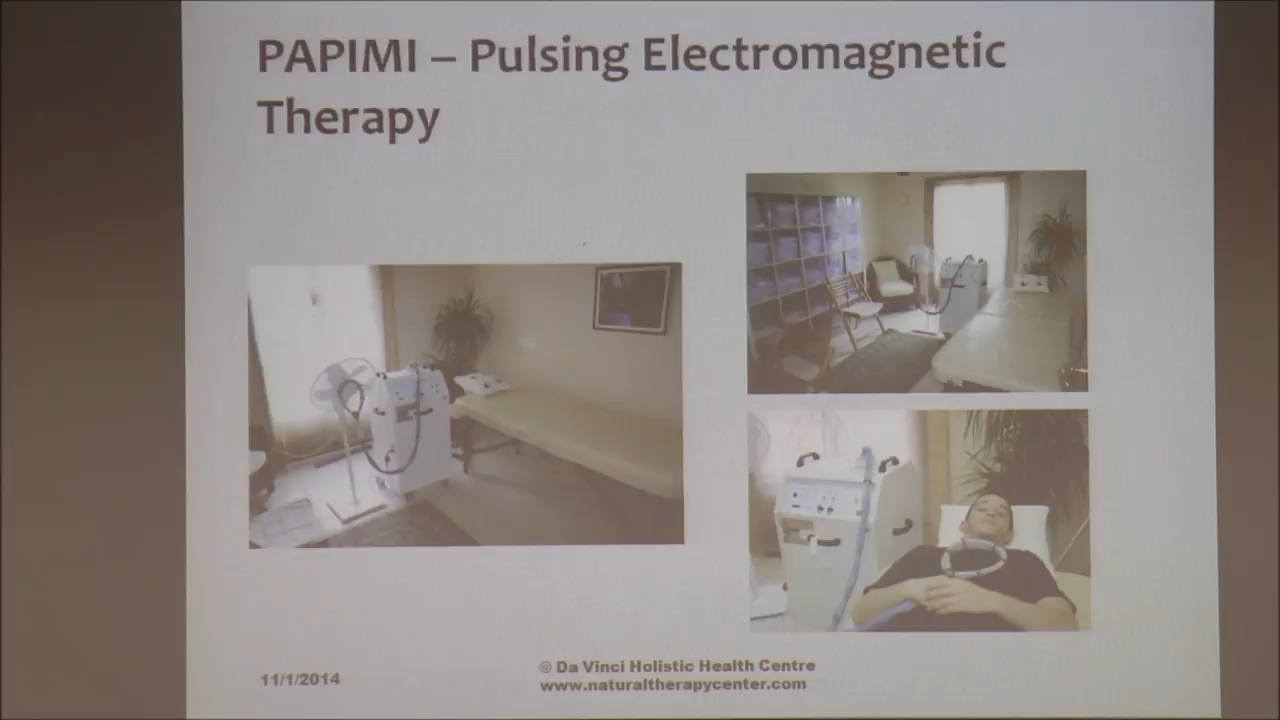 PAPIMI – Pulsing Electromagnetic
Therapy
11/1/2014
© Da Vinci Holistic Health Centre
www.naturaltherapycenter.com